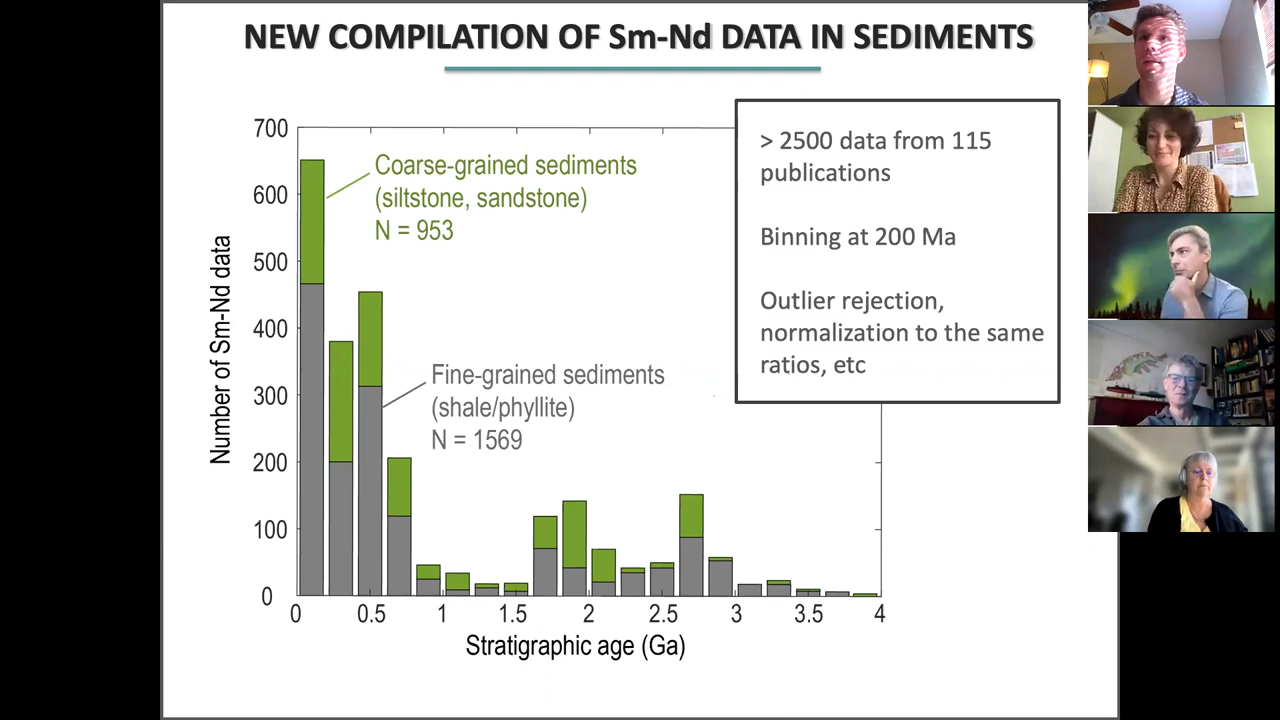 NEW COMPILATION OF Sm-Nd DATA IN SEDIMENTS
> 2500 data from 115
publications
Binning at 200 Ma
Outlier rejection,
normalization to the same
ratios, etc
Coarse-grained sediments
(siltstone, sandstone)
N = 953
Fine-grained sediments
(shale/phyllite)
N = 1569
Number of Sm-Nd data
700
600
500
400
300
200
100
0
0 0.5 1 1.5 2 2.5 3 3.5 4
Stratigraphic age (Ga)